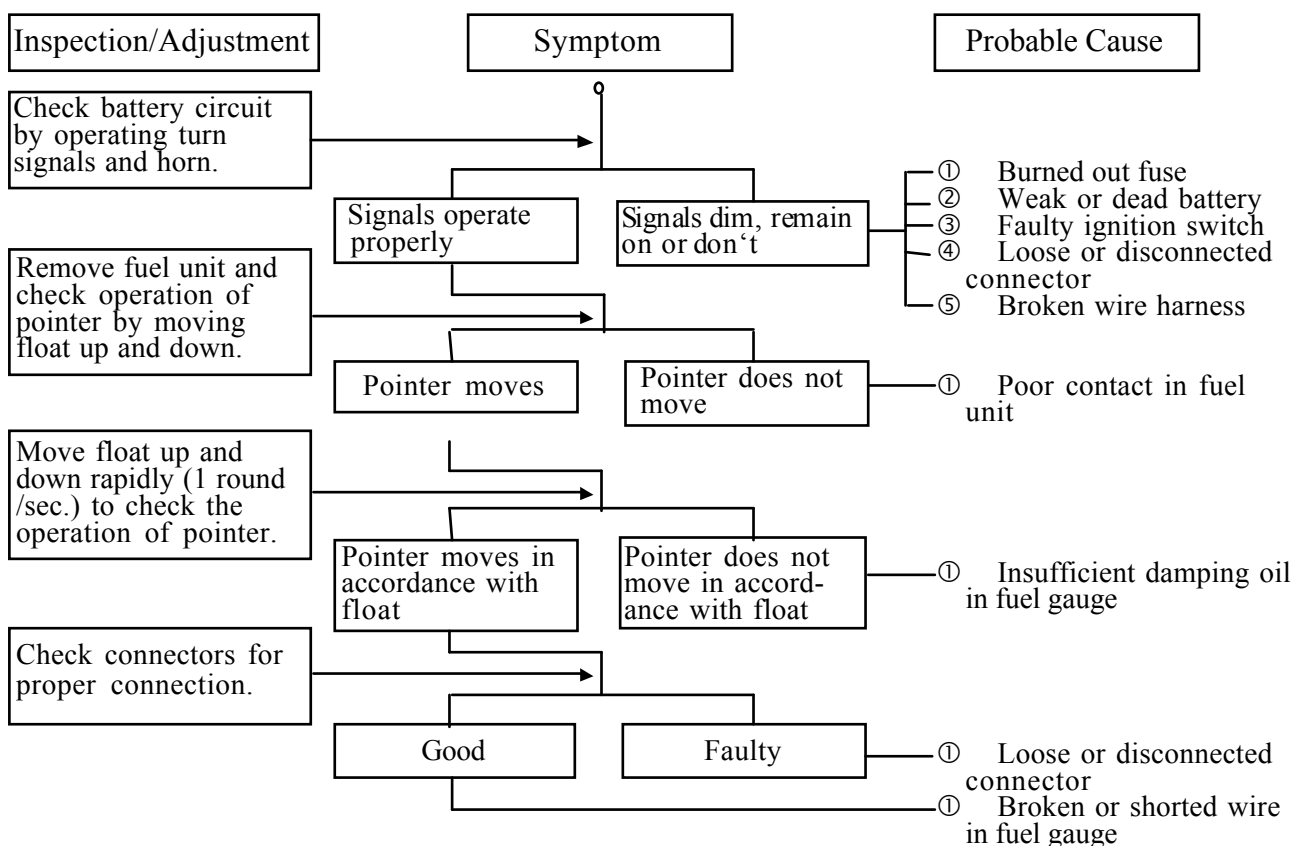 Inspection/Adjustment
Symptom
Probable Cause
Check battery circuit
by operating turn
signals and horn.
Signals operate
properly
Signals dim, remain
on or don‘t
① Burned out fuse
② Weak or dead battery
③ Faulty ignition switch
④ Loose or disconnected
connector
⑤ Broken wire harness
Remove fuel unit and
check operation of
pointer by moving
float up and down.
Pointer moves
Pointer does not
move
① Poor contact in fuel
unit
Move float up and
down rapidly (1 round
/sec.) to check the
operation of pointer.
Pointer moves in
accordance with
float
Pointer does not
move in accord-
ance with float
① Insufficient damping oil
in fuel gauge
Check connectors for
proper connection.
Good
Faulty
① Loose or disconnected
connector
① Broken or shorted wire
in fuel gauge